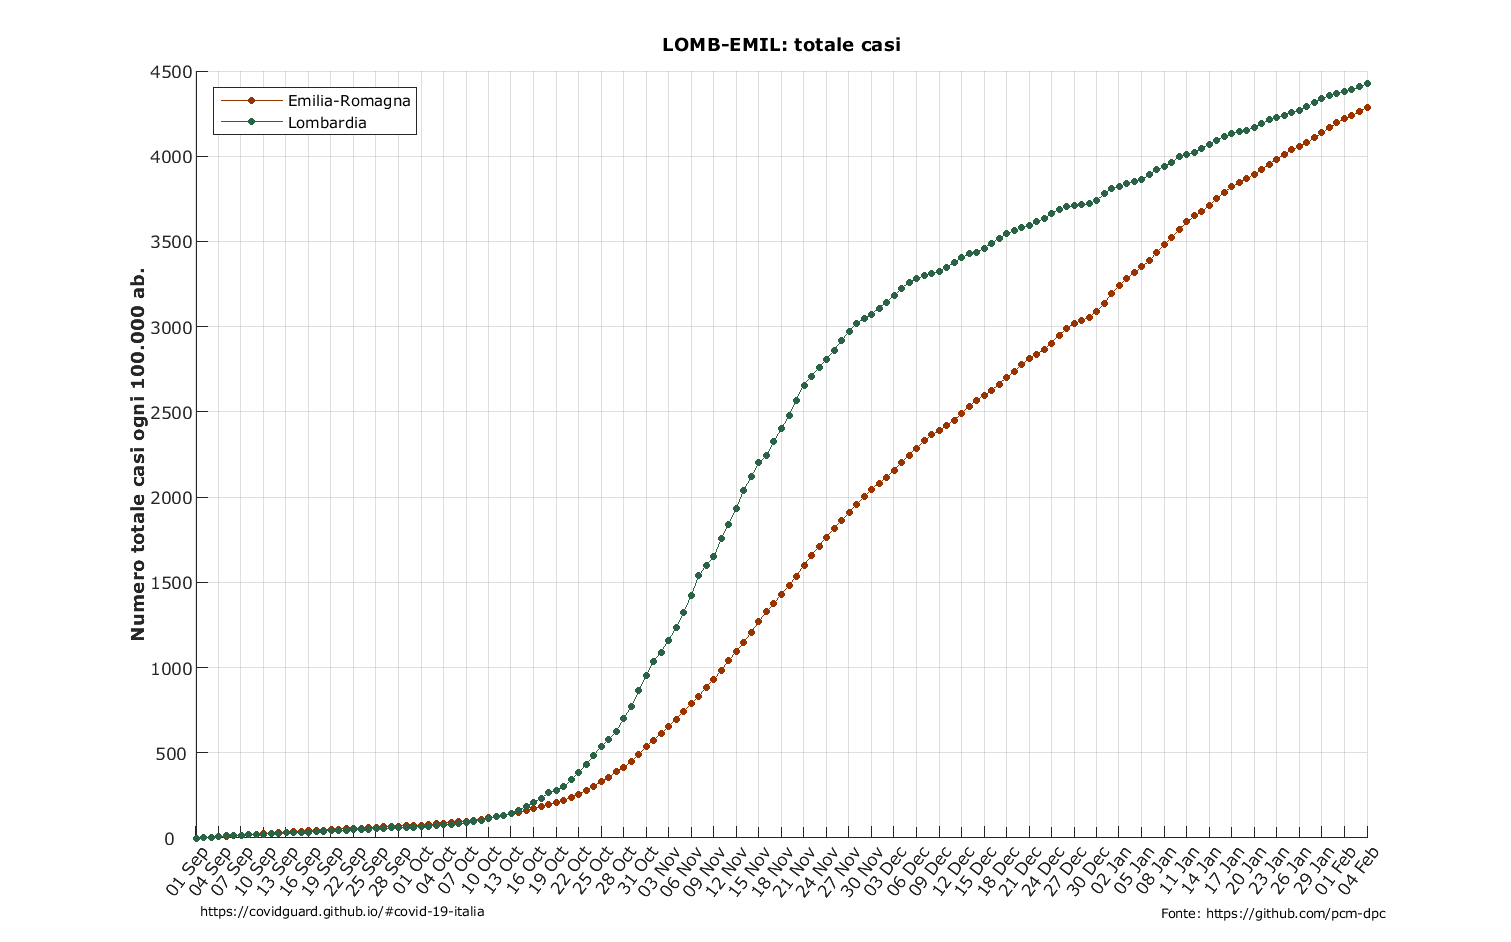 LOMB-EMIL: totale casi
Emilia-Romagna
Lombardia
Numero totale casi ogni 100.000 ab.
4500
4000
3500
3000
2500
2000
1500
1000
500
0
01 Sep
04 Sep
07 Sep
10 Sep
13 Sep
16 Sep
19 Sep
22 Sep
25 Sep
28 Sep
01 Oct
04 Oct
07 Oct
10 Oct
13 Oct
16 Oct
19 Oct
22 Oct
25 Oct
28 Oct
31 Oct
03 Nov
06 Nov
09 Nov
12 Nov
15 Nov
18 Nov
21 Nov
24 Nov
27 Nov
30 Nov
03 Dec
06 Dec
09 Dec
12 Dec
15 Dec
18 Dec
21 Dec
24 Dec
27 Dec
30 Dec
02 Jan
05 Jan
08 Jan
11 Jan
14 Jan
17 Jan
20 Jan
23 Jan
26 Jan
29 Jan
01 Feb
04 Feb
https://covidguard.github.io/#covid-19-italia
Fonte: https://github.com/pcm-dpc